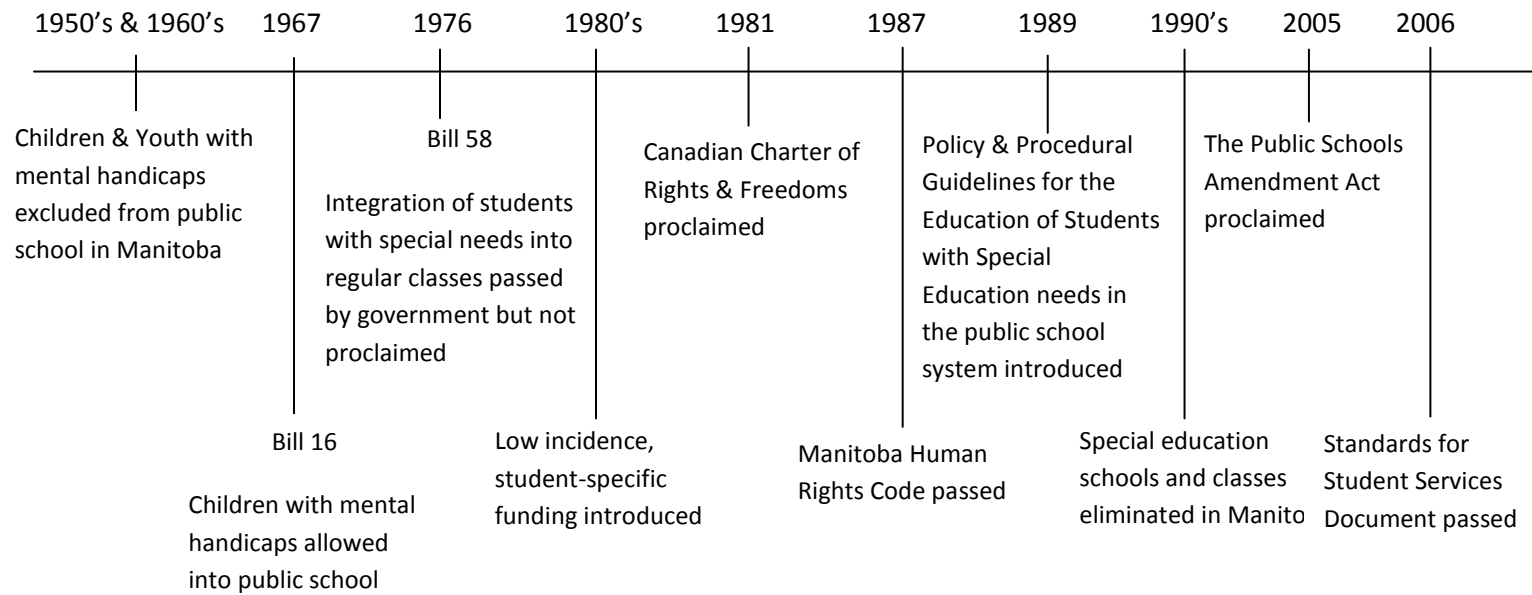 1950's & 1960's 1967 1976 1980's 1981 1987 1989 1990's 2005 2006
Children & Youth with
mental handicaps
excluded from public
school in Manitoba
Bill 16
Children with mental
handicaps allowed
into public school
Bill 58
Integration of students
with special needs into
regular classes passed
by government but not
proclaimed
Low incidence,
student-specific
funding introduced
Canadian Charter of
Rights & Freedoms
proclaimed
Manitoba Human
Rights Code passed
Policy & Procedural
Guidelines for the
Education of Students
with Special
Education needs in
the public school
system introduced
Special education
schools and classes
eliminated in Manito
The Public Schools
Amendment Act
proclaimed
Standards for
Student Services
Document passed